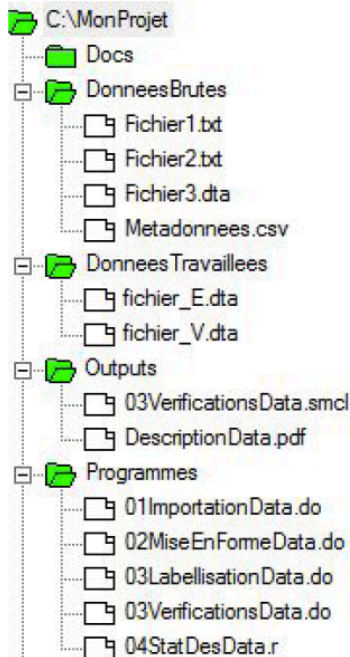 C:\MonProjet
Docs
DonneesBrutes
Fichier1.txt
Fichier2.txt
Fichier3.dta
Metadonnees.csv
DonneesTravaillees
fichier_E.dta
fichier_V.dta
Outputs
03VerificationsData.smcl
DescriptionData.pdf
Programmes
01ImportationData.do
02MiseEnFormeData.do
03LabellisationData.do
03VerificationsData.do
04StatDesData.r